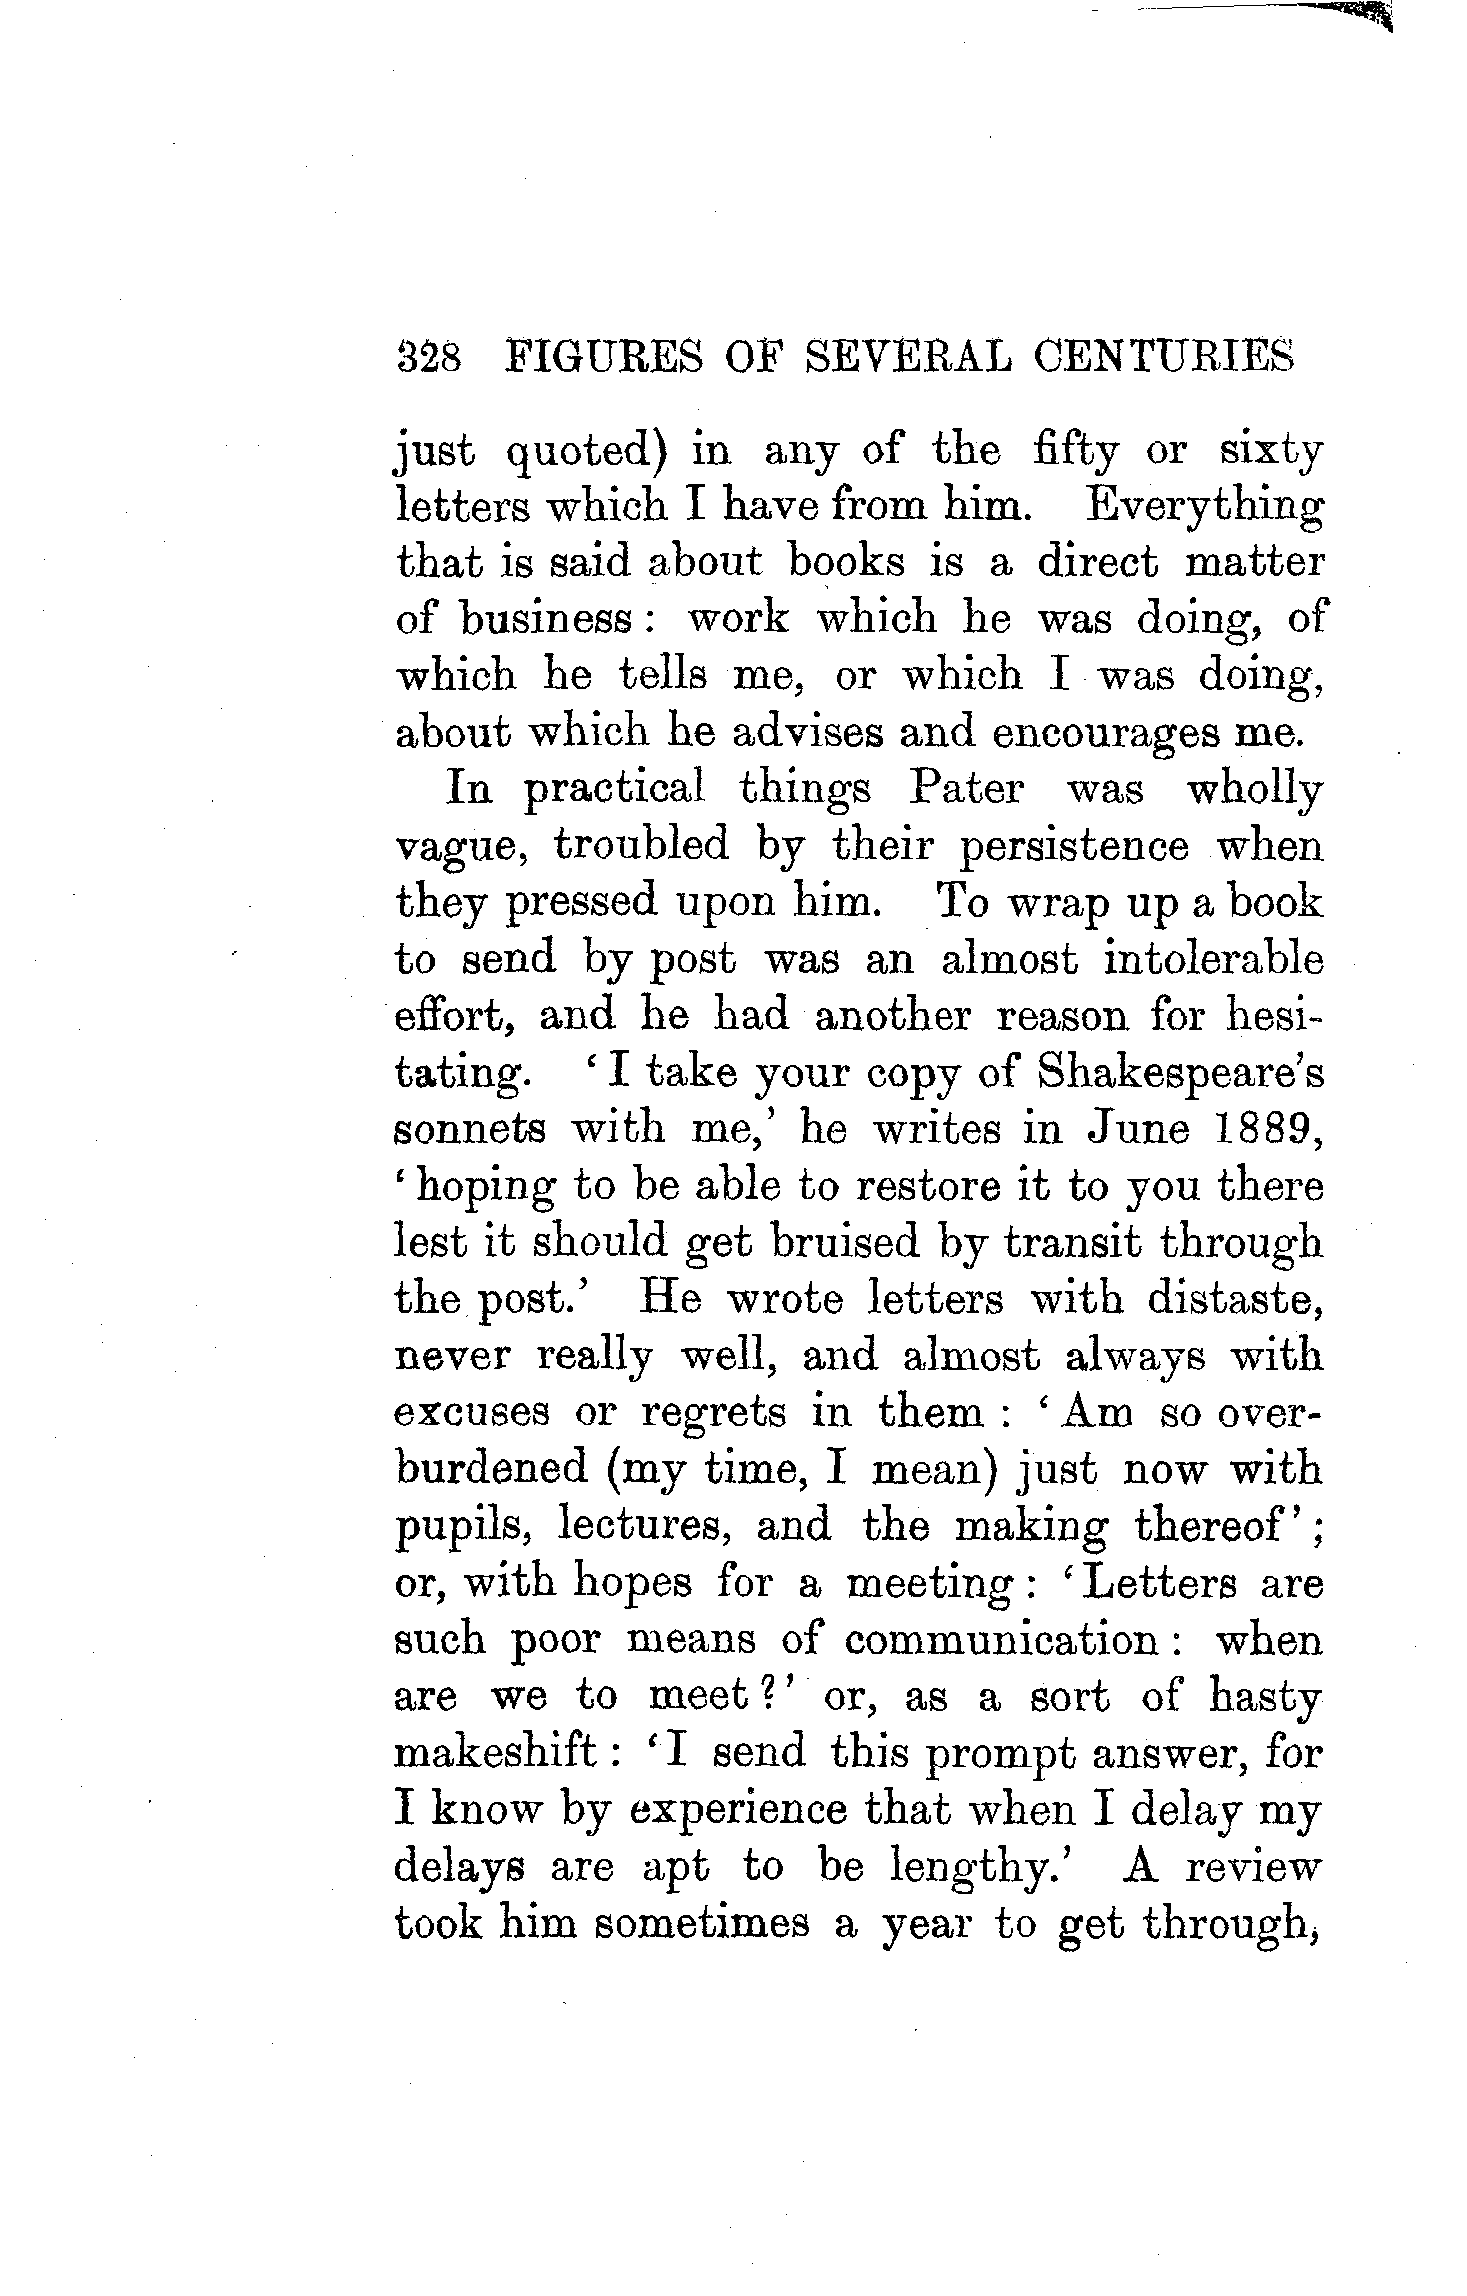 328 FIGURES OF SEVERAL CENTURIES
just quoted) in any of the fifty or sixty
letters which I have from him. Everything
that is said about books is a direct matter
of business : work which he was doing, of
which he tells me, or which I was doing,
about which he advises and encourages me.
In practical things Pater was wholly
vague, troubled by their persistence when
they pressed upon him. To wrap up a book
to send by post was an almost intolerable
effort, and he had another reason for hesi-
tating. ‘ I take your copy of Shakespeare’s
sonnets with me,’ he writes in June 1889,
‘ hoping to be able to restore it to you there
lest it should get bruised by transit through
the post.’ He wrote letters with distaste,
never really well, and almost always with
excuses or regrets in them : ‘ Am so over-
burdened (my time, I mean) just now with
pupils, lectures, and the making thereof’ ;
or, with hopes for a meeting : ‘ Letters are
such poor means of communication : when
are we to meet ?’ or, as a sort of hasty
makeshift : ‘ I send this prompt answer, for
I know by experience that when I delay my
delays are apt to be lengthy.’ A review
took him sometimes a year to get through,